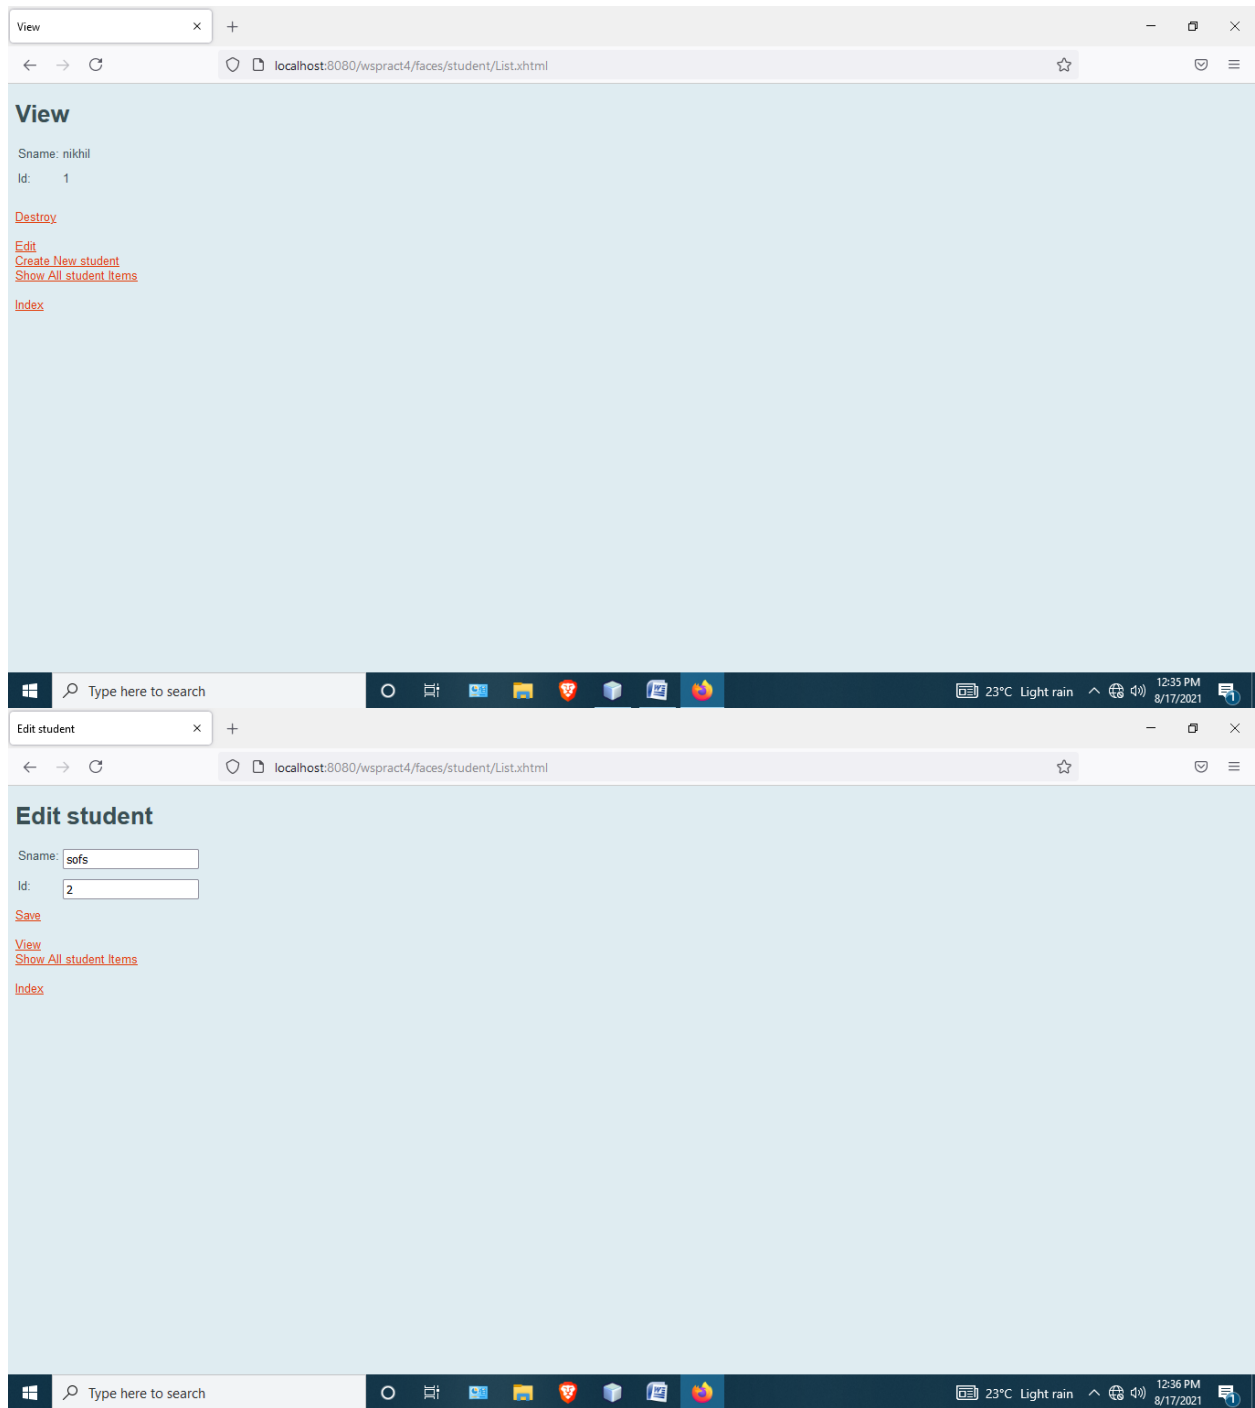 View
localhost:8080/wspract4/faces/student/List.xhtml
View
Sname: nikhil
Id: 1
Destroy
Edit
Create New student
Show All student Items
Index
Type here to search
23°C Light rain
12:35 PM
8/17/2021
1
Edit student
localhost:8080/wspract4/faces/student/List.xhtml
Edit student
Sname: sofs
Id: 2
Save
View
Show All student Items
Index
Type here to search
23°C Light rain
12:36 PM
8/17/2021
1